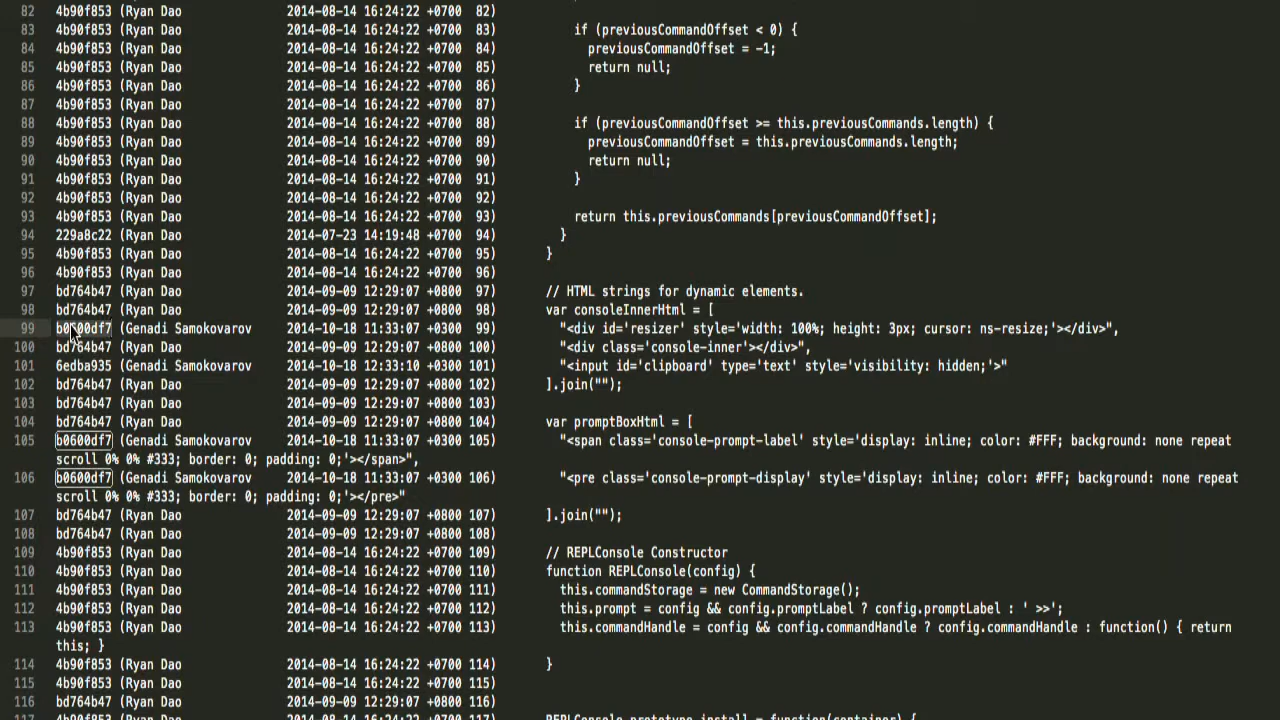 82 4b90f853 (Ryan Dao 2014-08-14 16:24:22 +0700 82)
83 4b90f853 (Ryan Dao 2014-08-14 16:24:22 +0700 83) if (previousCommandOffset < 0) {
84 4b90f853 (Ryan Dao 2014-08-14 16:24:22 +0700 84) previousCommandOffset = -1;
85 4b90f853 (Ryan Dao 2014-08-14 16:24:22 +0700 85) return null;
86 4b90f853 (Ryan Dao 2014-08-14 16:24:22 +0700 86) }
87 4b90f853 (Ryan Dao 2014-08-14 16:24:22 +0700 87)
88 4b90f853 (Ryan Dao 2014-08-14 16:24:22 +0700 88) if (previousCommandOffset >= this.previousCommands.length) {
89 4b90f853 (Ryan Dao 2014-08-14 16:24:22 +0700 89) previousCommandOffset = this.previousCommands.length;
90 4b90f853 (Ryan Dao 2014-08-14 16:24:22 +0700 90) return null;
91 4b90f853 (Ryan Dao 2014-08-14 16:24:22 +0700 91) }
92 4b90f853 (Ryan Dao 2014-08-14 16:24:22 +0700 92)
93 4b90f853 (Ryan Dao 2014-08-14 16:24:22 +0700 93) return this.previousCommands[previousCommandOffset];
94 229a8c22 (Ryan Dao 2014-07-23 14:19:48 +0700 94) }
95 4b90f853 (Ryan Dao 2014-08-14 16:24:22 +0700 95) }
96 4b90f853 (Ryan Dao 2014-08-14 16:24:22 +0700 96)
97 bd764b47 (Ryan Dao 2014-09-09 12:29:07 +0800 97) // HTML strings for dynamic elements.
98 bd764b47 (Ryan Dao 2014-09-09 12:29:07 +0800 98) var consoleInnerHtml = [
99 b0600df7 (Genadi Samokovarov 2014-10-18 11:33:07 +0300 99) "<div id='resizer' style='width: 100%; height: 3px; cursor: ns-resize;'></div>",
100 bd764b47 (Ryan Dao 2014-09-09 12:29:07 +0800 100) "<div class='console-inner'></div>",
101 6edba935 (Genadi Samokovarov 2014-10-18 12:33:10 +0300 101) "<input id='clipboard' type='text' style='visibility: hidden;'>"
102 bd764b47 (Ryan Dao 2014-09-09 12:29:07 +0800 102) ].join("");
103 bd764b47 (Ryan Dao 2014-09-09 12:29:07 +0800 103)
104 bd764b47 (Ryan Dao 2014-09-09 12:29:07 +0800 104) var promptBoxHtml = [
105 b0600df7 (Genadi Samokovarov 2014-10-18 11:33:07 +0300 105) "<span class='console-prompt-label' style='display: inline; color: #FFF; background: none repeat
scroll 0% 0% #333; border: 0; padding: 0;'></span>",
106 b0600df7 (Genadi Samokovarov 2014-10-18 11:33:07 +0300 106) "<pre class='console-prompt-display' style='display: inline; color: #FFF; background: none repeat
scroll 0% 0% #333; border: 0; padding: 0;'></pre>"
107 bd764b47 (Ryan Dao 2014-09-09 12:29:07 +0800 107) ].join("");
108 bd764b47 (Ryan Dao 2014-09-09 12:29:07 +0800 108)
109 4b90f853 (Ryan Dao 2014-08-14 16:24:22 +0700 109) // REPLConsole Constructor
110 4b90f853 (Ryan Dao 2014-08-14 16:24:22 +0700 110) function REPLConsole(config) {
111 4b90f853 (Ryan Dao 2014-08-14 16:24:22 +0700 111) this.commandStorage = new CommandStorage();
112 4b90f853 (Ryan Dao 2014-08-14 16:24:22 +0700 112) this.prompt = config && config.promptLabel ? config.promptLabel : ' >>';
113 4b90f853 (Ryan Dao 2014-08-14 16:24:22 +0700 113) this.commandHandle = config && config.commandHandle ? config.commandHandle : function() { return
this; }
114 4b90f853 (Ryan Dao 2014-08-14 16:24:22 +0700 114) }
115 4b90f853 (Ryan Dao 2014-08-14 16:24:22 +0700 115)
116 bd764b47 (Ryan Dao 2014-09-09 12:29:07 +0800 116)
117 4b90f853 (Ryan Dao 2014-08-14 16:24:22 +0700 117) REPLConsole.prototype.install = function(container) {